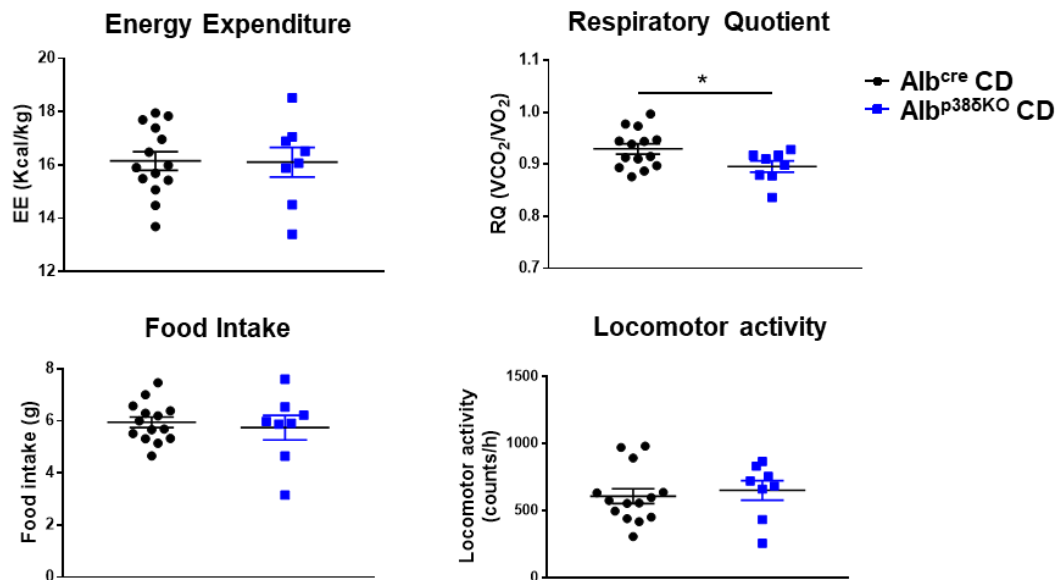 Energy Expenditure
EE (Kcal/kg)
20
18
16
14
12
Respiratory Quotient
RQ (VCO₂/VO₂)
1.1
1.0
0.9
0.8
0.7
*
Albᶜʳᵉ CD
Albᵖ³⁸ᵟᴷᴼ CD
Food Intake
Food intake (g)
8
6
4
2
0
Locomotor activity
Locomotor activity
(counts/h)
1500
1000
500
0